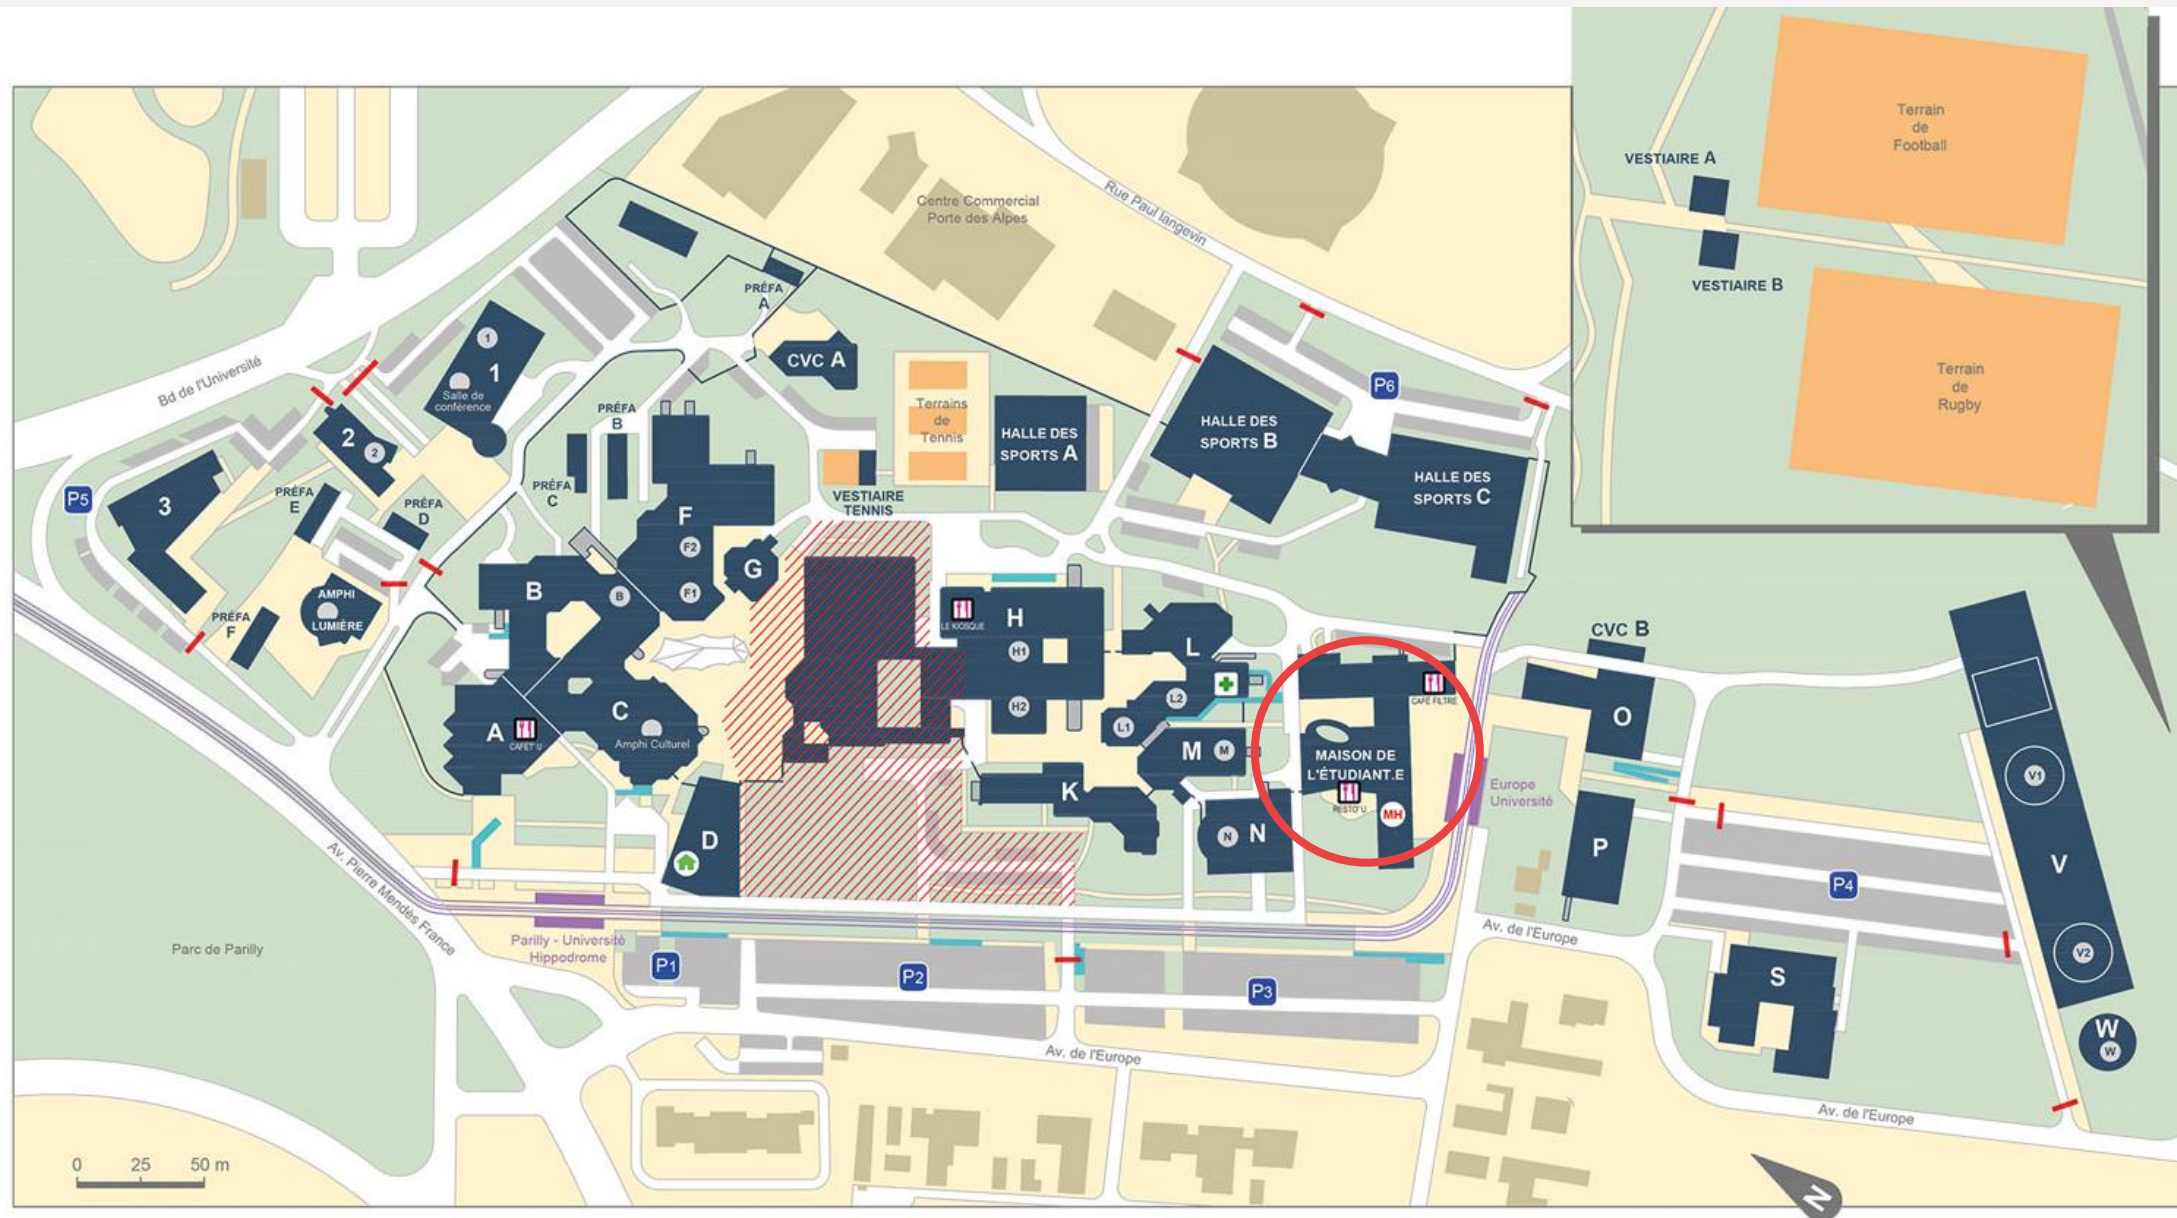 Terrain
de
Football
VESTIAIRE A
VESTIAIRE B
Terrain
de
Rugby
Centre Commercial
Porte des Alpes
Rue Paul langevin
PRÉFA
A
CVC A
Bd de l'Université
1
1
Salle de
conférence
2
2
3
P5
PRÉFA
B
PRÉFA
C
PRÉFA
E
PRÉFA
D
PRÉFA
F
AMPHI
LUMIÈRE
Terrains
de
Tennis
VESTIAIRE
TENNIS
HALLE DES
SPORTS A
HALLE DES
SPORTS B
HALLE DES
SPORTS C
P6
F
F2
F1
G
B
B
A
CAFET' U
C
Amphi Culturel
D
LE KIOSQUE
H
H1
H2
L
L2
L1
M
M
K
N
N
CAFÉ FILTRE
MAISON DE
L'ÉTUDIANT.E
RESTO' U
MH
Europe
Université
CVC B
O
P
P4
V1
V
V2
W
W
S
Av. Pierre Mendès France
Parc de Parilly
Parilly - Université
Hippodrome
P1
P2
P3
Av. de l'Europe
Av. de l'Europe
Av. de l'Europe
0 25 50 m
N